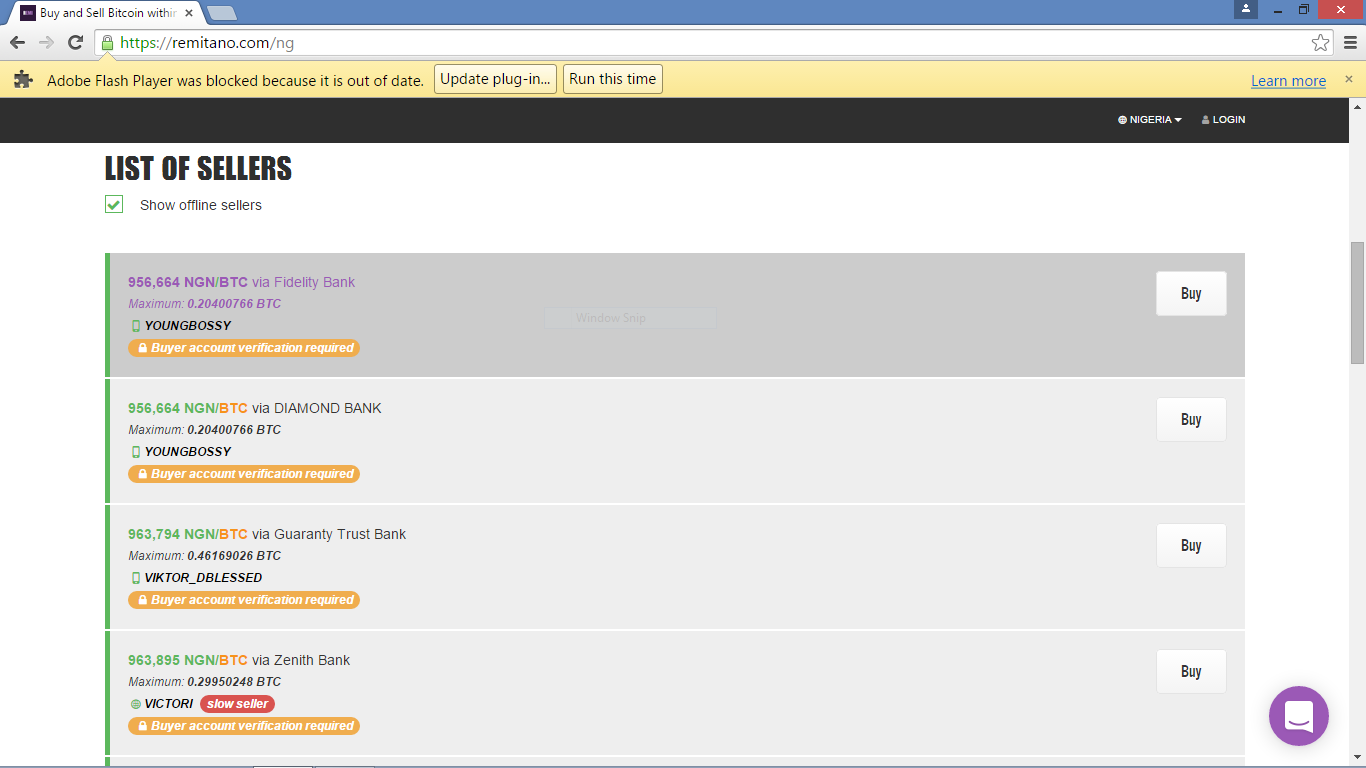 Buy and Sell Bitcoin within
https://remitano.com/ng
Adobe Flash Player was blocked because it is out of date. Update plug-in... Run this time Learn more
NIGERIA LOGIN
LIST OF SELLERS
Show offline sellers
956,664 NGN/BTC via Fidelity Bank
Maximum: 0.20400766 BTC
YOUNGBOSSY
Buyer account verification required
Buy
Window Snip
956,664 NGN/BTC via DIAMOND BANK
Maximum: 0.20400766 BTC
YOUNGBOSSY
Buyer account verification required
Buy
963,794 NGN/BTC via Guaranty Trust Bank
Maximum: 0.46169026 BTC
VIKTOR_DBLESSED
Buyer account verification required
Buy
963,895 NGN/BTC via Zenith Bank
Maximum: 0.29950248 BTC
VICTORI slow seller
Buyer account verification required
Buy